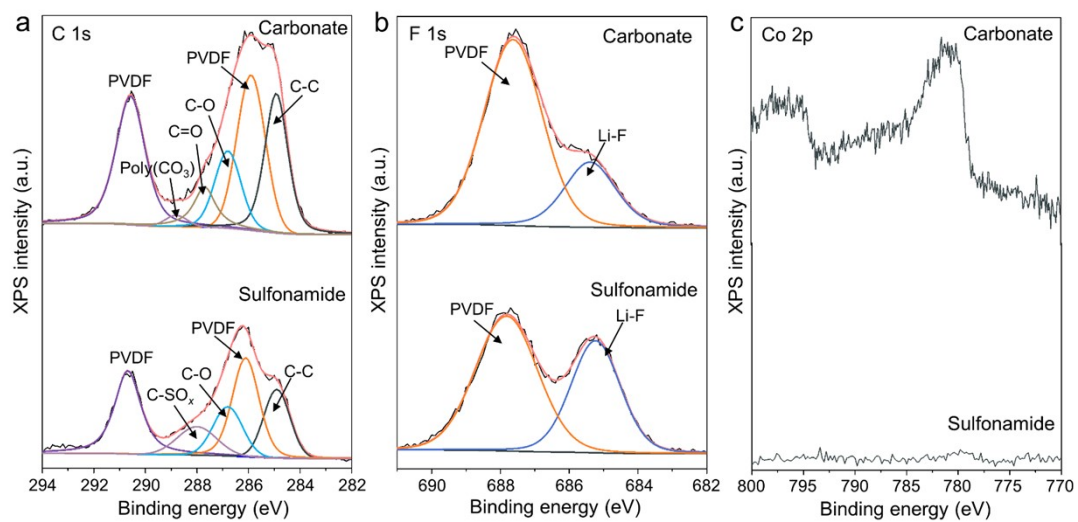 a
C 1s
Carbonate
PVDF
PVDF
C-O
C-C
C=O
Poly(CO₃)
Sulfonamide
PVDF
PVDF
C-O
C-C
C-SOₓ
XPS intensity (a.u.)
294 292 290 288 286 284 282
Binding energy (eV)
b
F 1s
PVDF
Carbonate
Li-F
Sulfonamide
PVDF
Li-F
XPS intensity (a.u.)
690 688 686 684 682
Binding energy (eV)
c
Co 2p
Carbonate
Sulfonamide
XPS intensity (a.u.)
800 795 790 785 780 775 770
Binding energy (eV)